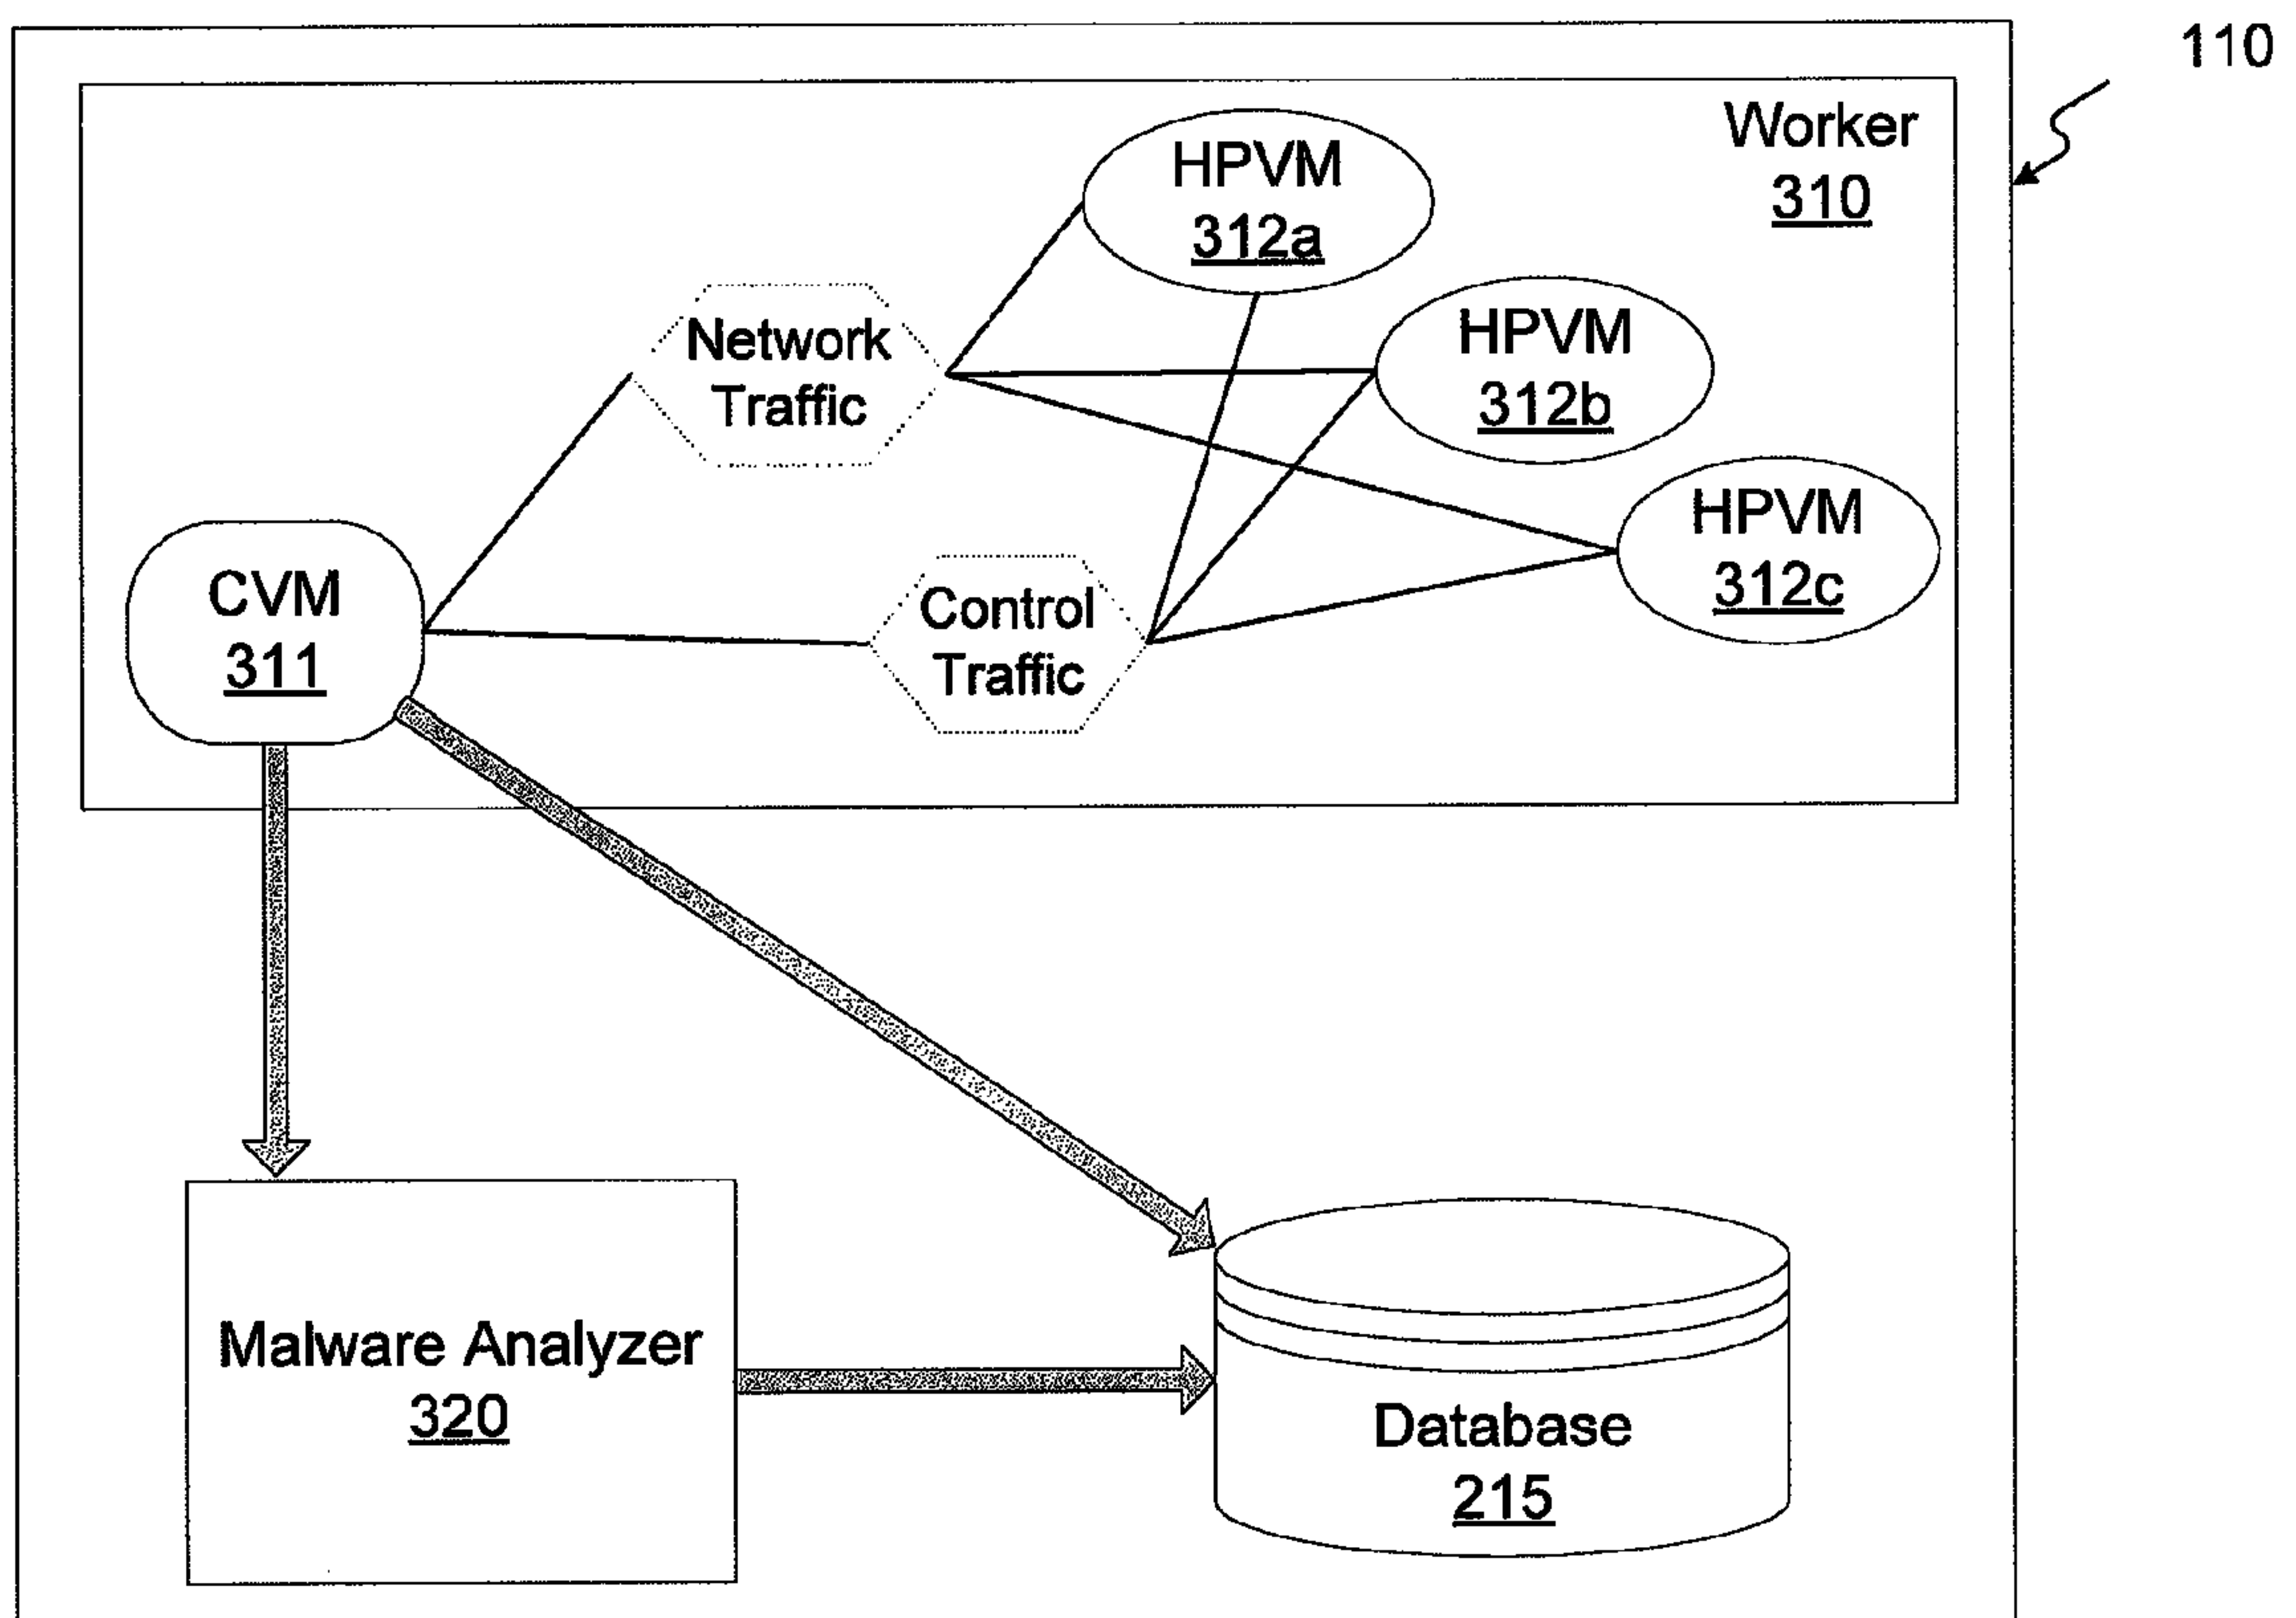 110
Worker
310
HPVM
312a
Network
Traffic
HPVM
312b
HPVM
312c
CVM
311
Control
Traffic
Malware Analyzer
320
Database
215